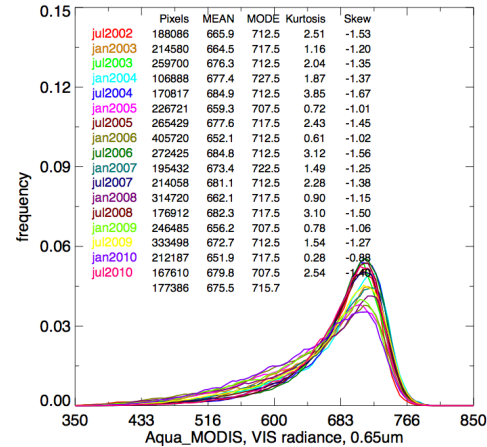 0.15
Pixels MEAN MODE Kurtosis Skew
jul2002 188086 665.9 712.5 2.51 -1.53
jan2003 214580 664.5 717.5 1.16 -1.20
jul2003 259700 676.3 712.5 2.04 -1.35
jan2004 106888 677.4 727.5 1.87 -1.37
0.12
jul2004 170817 684.9 712.5 3.85 -1.67
jan2005 226721 659.3 707.5 0.72 -1.01
jul2005 265429 677.6 717.5 2.43 -1.45
jan2006 405720 652.1 712.5 0.61 -1.02
jul2006 272425 684.8 712.5 3.12 -1.56
0.09
jan2007 195432 673.4 722.5 1.49 -1.25
jul2007 214058 681.1 712.5 2.28 -1.38
jan2008 314720 662.1 717.5 0.90 -1.15
jul2008 176912 682.3 717.5 3.10 -1.50
jan2009 246485 656.2 707.5 0.78 -1.06
0.06
jul2009 333498 672.7 712.5 1.54 -1.27
jan2010 212187 651.9 717.5 0.28 -0.88
jul2010 167610 679.8 707.5 2.54
177386 675.5 715.7
frequency
0.03
0.00
350 433 516 600 683 766 850
Aqua_MODIS, VIS radiance, 0.65um